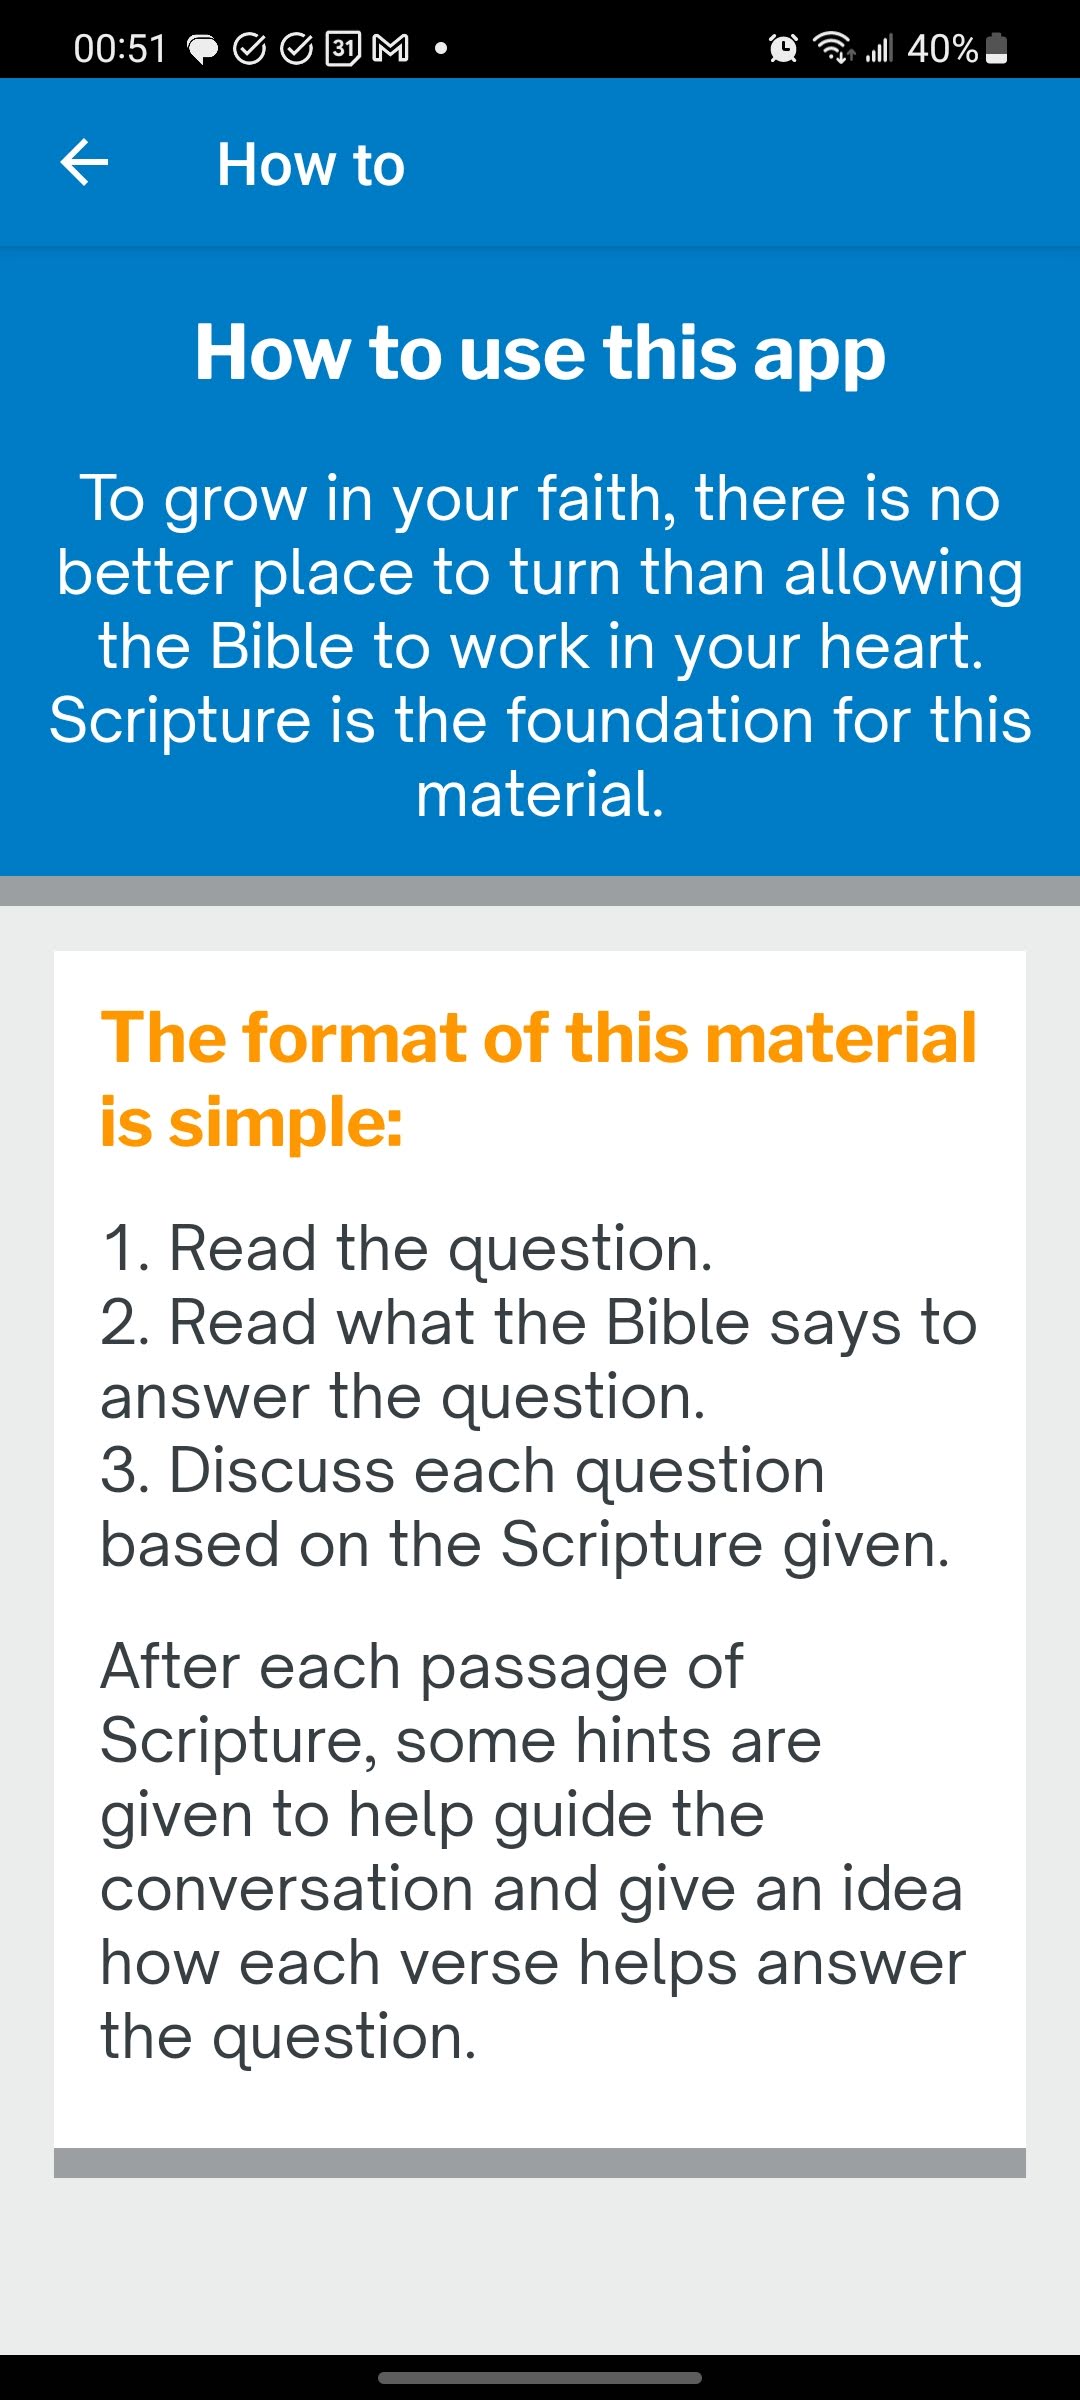 00:51
31
40%
How to
How to use this app
To grow in your faith, there is no
better place to turn than allowing
the Bible to work in your heart.
Scripture is the foundation for this
material.
The format of this material
is simple:
1. Read the question.
2. Read what the Bible says to
answer the question.
3. Discuss each question
based on the Scripture given.
After each passage of
Scripture, some hints are
given to help guide the
conversation and give an idea
how each verse helps answer
the question.